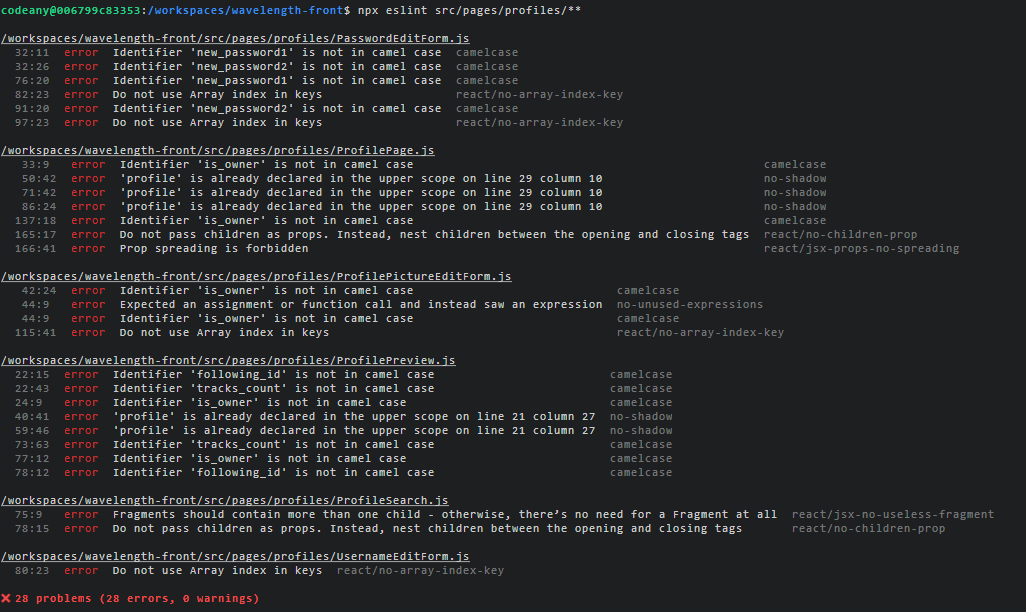 codeany@006799c83353:/workspaces/wavelength-front$ npx eslint src/pages/profiles/**
/workspaces/wavelength-front/src/pages/profiles/PasswordEditForm.js
32:11 error Identifier 'new_password1' is not in camel case camelcase
32:26 error Identifier 'new_password2' is not in camel case camelcase
76:20 error Identifier 'new_password1' is not in camel case camelcase
82:23 error Do not use Array index in keys react/no-array-index-key
91:20 error Identifier 'new_password2' is not in camel case camelcase
97:23 error Do not use Array index in keys react/no-array-index-key
/workspaces/wavelength-front/src/pages/profiles/ProfilePage.js
33:9 error Identifier 'is_owner' is not in camel case camelcase
50:42 error 'profile' is already declared in the upper scope on line 29 column 10 no-shadow
71:42 error 'profile' is already declared in the upper scope on line 29 column 10 no-shadow
86:24 error 'profile' is already declared in the upper scope on line 29 column 10 no-shadow
137:18 error Identifier 'is_owner' is not in camel case camelcase
165:17 error Do not pass children as props. Instead, nest children between the opening and closing tags react/no-children-prop
166:41 error Prop spreading is forbidden react/jsx-props-no-spreading
/workspaces/wavelength-front/src/pages/profiles/ProfilePictureEditForm.js
42:24 error Identifier 'is_owner' is not in camel case camelcase
44:9 error Expected an assignment or function call and instead saw an expression no-unused-expressions
44:9 error Identifier 'is_owner' is not in camel case camelcase
115:41 error Do not use Array index in keys react/no-array-index-key
/workspaces/wavelength-front/src/pages/profiles/ProfilePreview.js
22:15 error Identifier 'following_id' is not in camel case camelcase
22:43 error Identifier 'tracks_count' is not in camel case camelcase
24:9 error Identifier 'is_owner' is not in camel case camelcase
40:41 error 'profile' is already declared in the upper scope on line 21 column 27 no-shadow
59:46 error 'profile' is already declared in the upper scope on line 21 column 27 no-shadow
73:63 error Identifier 'tracks_count' is not in camel case camelcase
77:12 error Identifier 'is_owner' is not in camel case camelcase
78:12 error Identifier 'following_id' is not in camel case camelcase
/workspaces/wavelength-front/src/pages/profiles/ProfileSearch.js
75:9 error Fragments should contain more than one child - otherwise, there's no need for a Fragment at all react/jsx-no-useless-fragment
78:15 error Do not pass children as props. Instead, nest children between the opening and closing tags react/no-children-prop
/workspaces/wavelength-front/src/pages/profiles/UsernameEditForm.js
80:23 error Do not use Array index in keys react/no-array-index-key
✖ 28 problems (28 errors, 0 warnings)